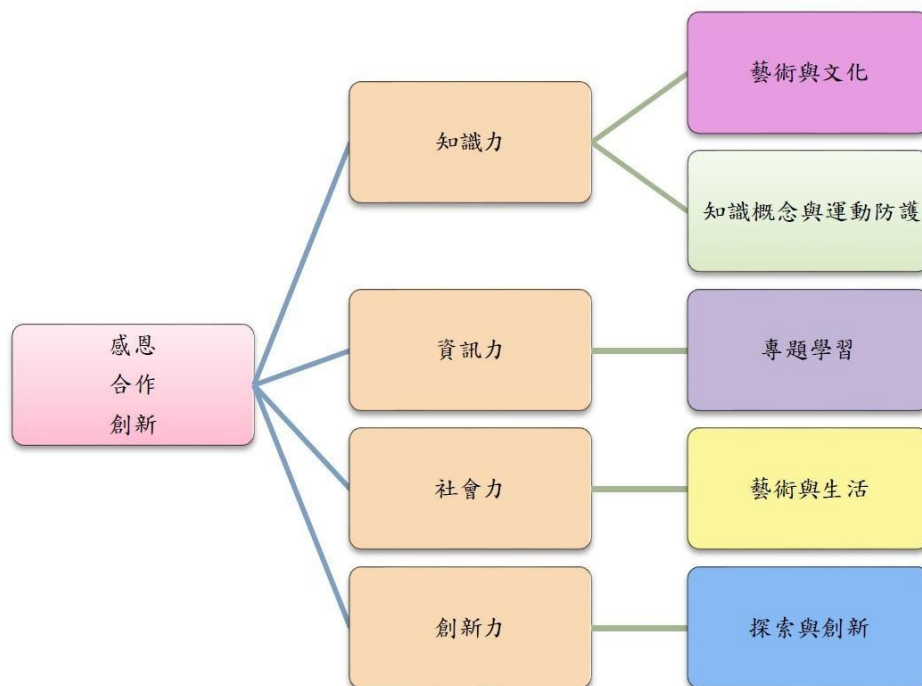 感恩
合作
創新
知識力
藝術與文化
知識概念與運動防護
資訊力
專題學習
社會力
藝術與生活
創新力
探索與創新